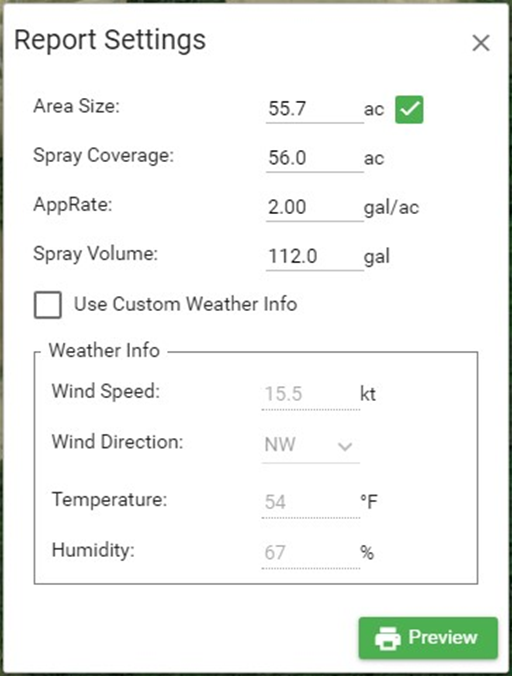 Report Settings
Area Size: 55.7 ac
Spray Coverage: 56.0 ac
AppRate: 2.00 gal/ac
Spray Volume: 112.0 gal
Use Custom Weather Info
Weather Info
Wind Speed: 15.5 kt
Wind Direction: NW
Temperature: 54 °F
Humidity: 67 %
Preview